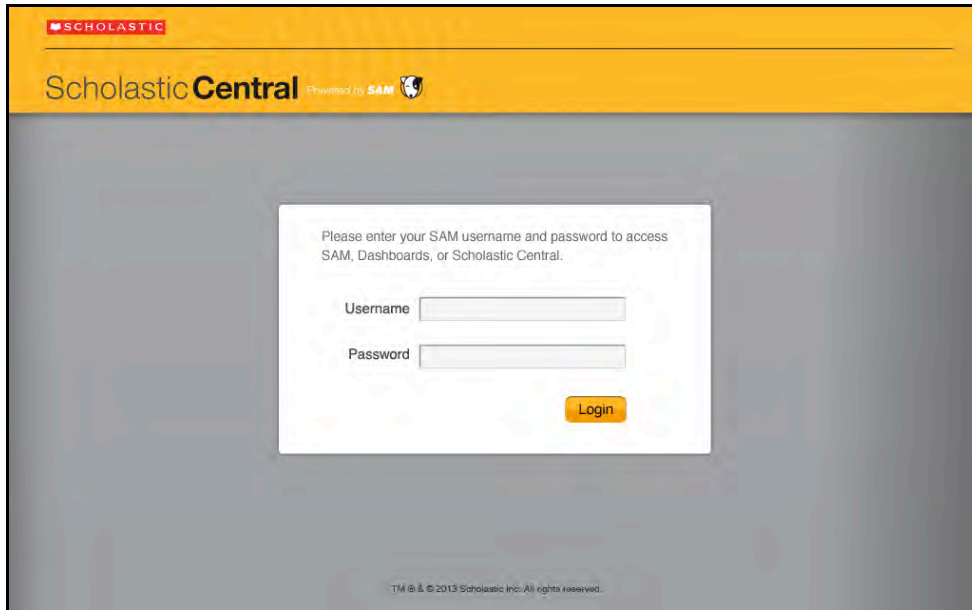 SCHOLASTIC
Scholastic Central Powered by SAM
Please enter your SAM username and password to access
SAM, Dashboards, or Scholastic Central.
Username
Password
Login
TM ® & © 2013 Scholastic Inc. All rights reserved.